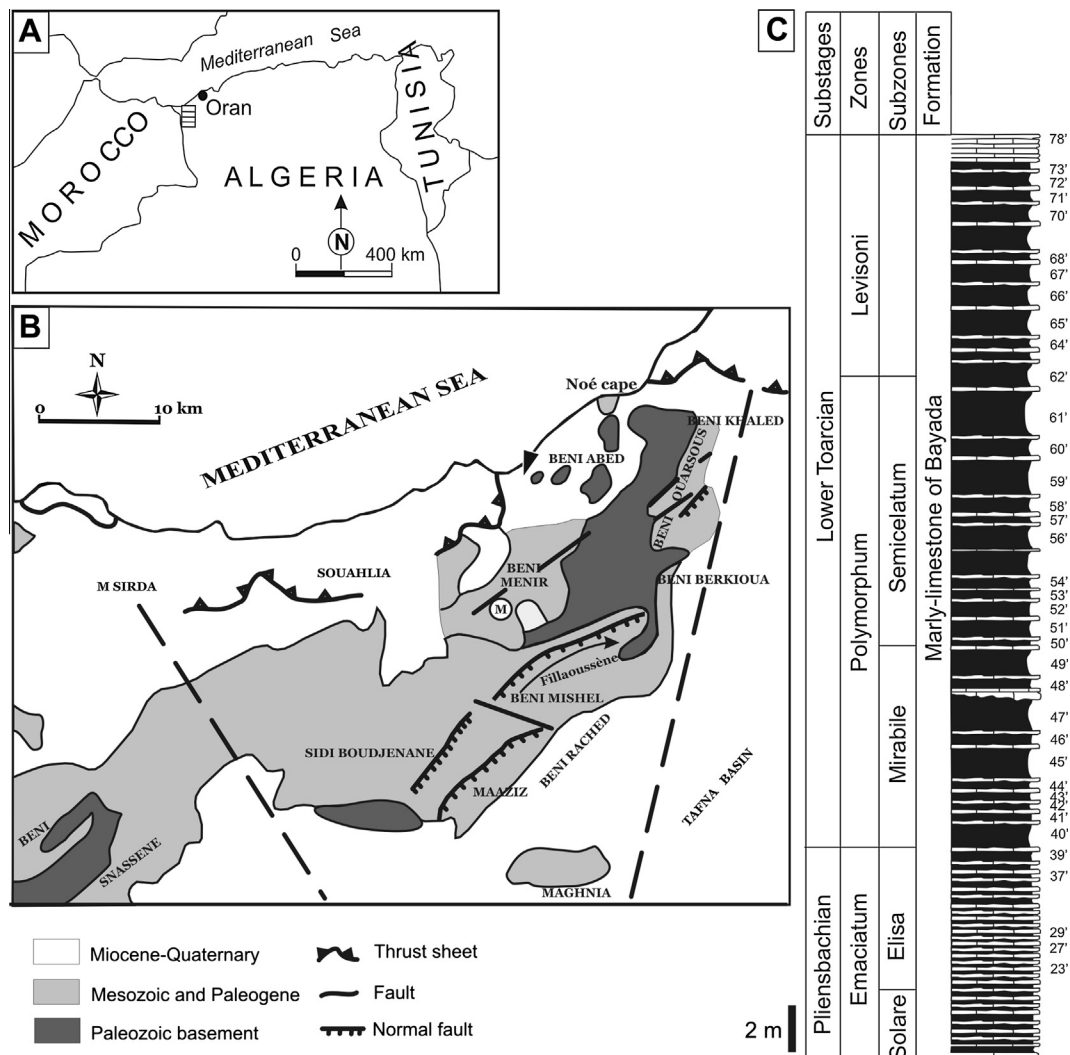 A
Mediterranean Sea
Oran
MOROCCO
ALGERIA
TUNISIA
N
0 400 km
B
N
0 10 km
MEDITERRANEAN SEA
Noé cape
BENI KHALED
BENI ABED
BENI OUARSOUS
BENI MENIR
BENI BERKIOUA
M SIRDA
SOUAHLIA
M
Fillaoussène
BENI MISHEL
SIDI BOUDJENANE
BENI RACHED
MAAZIZ
TAFNA BASIN
BENI SNASSENE
MAGHNIA
Miocene-Quaternary
Mesozoic and Paleogene
Paleozoic basement
Thrust sheet
Fault
Normal fault
C
Substages
Zones
Subzones
Formation
Lower Toarcian
Pliensbachian
Levisoni
Polymorphum
Emaciatum
Semicelatum
Mirabile
Elisa
Solare
Marly-limestone of Bayada
78'
73'
72'
71'
70'
68'
67'
66'
65'
64'
62'
61'
60'
59'
58'
57'
56'
54'
53'
52'
51'
50'
49'
48'
47'
46'
45'
44'
43'
42'
41'
40'
39'
37'
29'
27'
23'
2 m